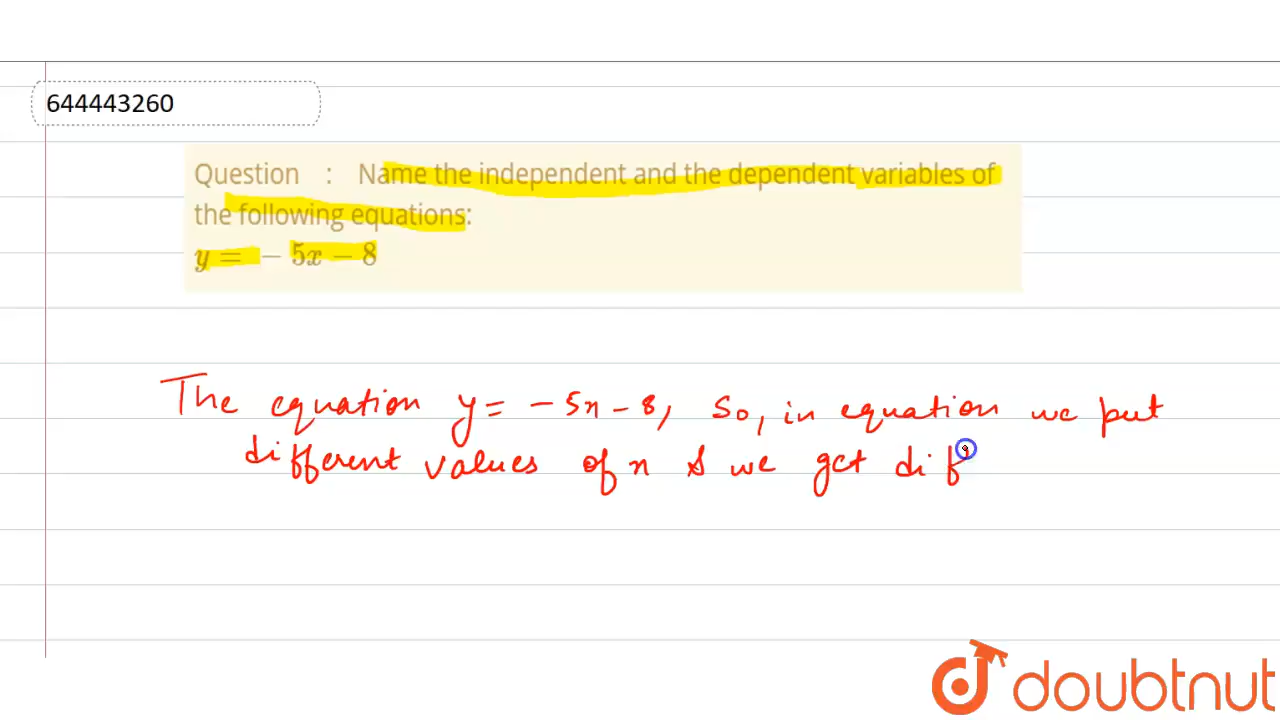 644443260
Question : Name the independent and the dependent variables of
the following equations:
y = - 5x - 8
The equation y = - 5x - 8, So, in equation we put
different values of x & we get dif
doubtnut